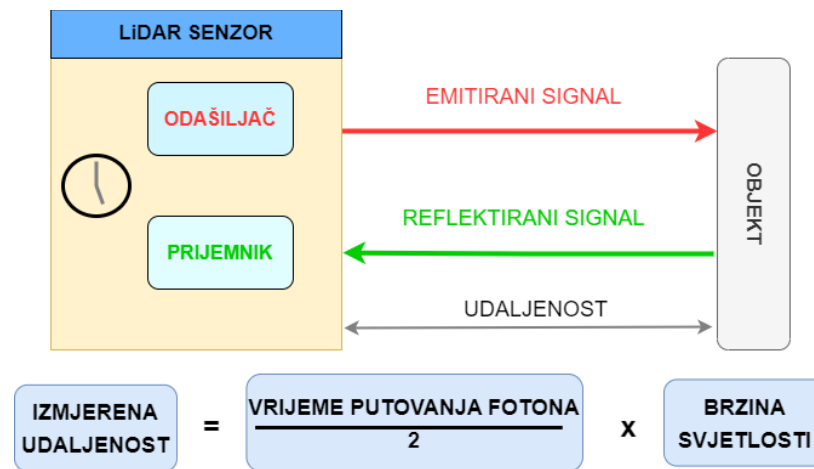 LiDAR SENZOR
ODAŠILJAČ
EMITIRANI SIGNAL
OBJEKT
REFLEKTIRANI SIGNAL
PRIJEMNIK
UDALJENOST
IZMJERENA
UDALJENOST
=
VRIJEME PUTOVANJA FOTONA
2
x
BRZINA
SVJETLOSTI